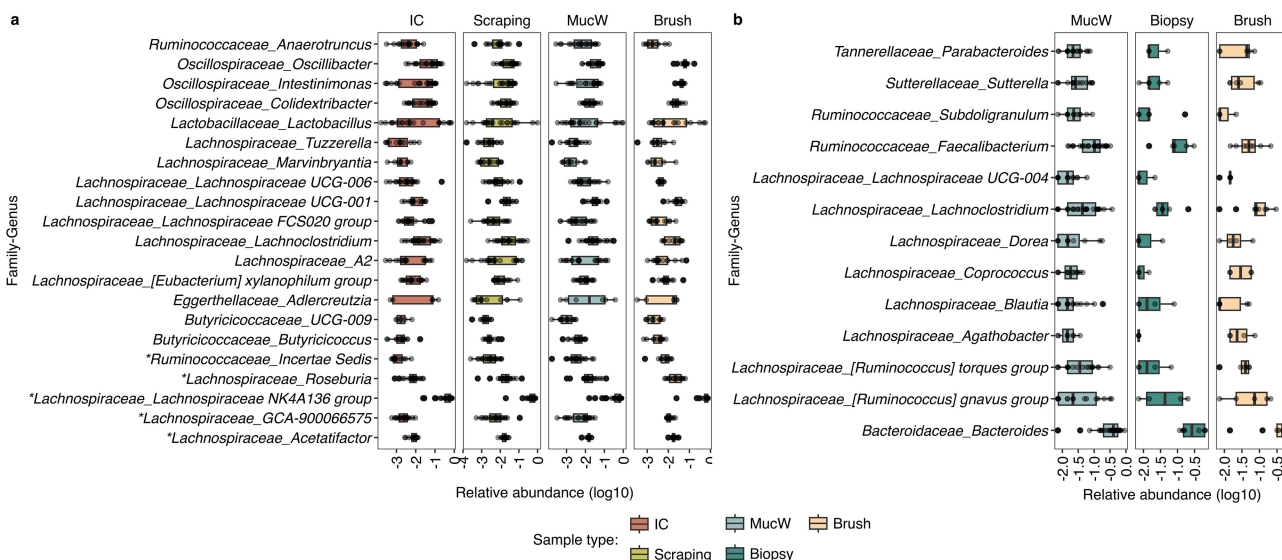 a
IC Scraping MucW Brush
Ruminococcaceae_Anaerotruncus
Oscillospiraceae_Oscillibacter
Oscillospiraceae_Intestinimonas
Oscillospiraceae_Colidextribacter
Lactobacillaceae_Lactobacillus
Lachnospiraceae_Tuzzerella
Lachnospiraceae_Marvinbryantia
Lachnospiraceae_Lachnospiraceae UCG-006
Lachnospiraceae_Lachnospiraceae UCG-001
Lachnospiraceae_Lachnospiraceae FCS020 group
Lachnospiraceae_Lachnoclostridium
Lachnospiraceae_A2
Lachnospiraceae_[Eubacterium] xylanophilum group
Eggerthellaceae_Adlercreutzia
Butyricicoccaceae_UCG-009
Butyricicoccaceae_Butyricicoccus
*Ruminococcaceae_Incertae Sedis
*Lachnospiraceae_Roseburia
*Lachnospiraceae_Lachnospiraceae NK4A136 group
*Lachnospiraceae_GCA-900066575
*Lachnospiraceae_Acetatifactor
Family-Genus
-3 -2 -1 0 -4 -3 -2 -1 0 -3 -2 -1 0 -3 -2 -1 0
Relative abundance (log10)
b
MucW Biopsy Brush
Tannerellaceae_Parabacteroides
Sutterellaceae_Sutterella
Ruminococcaceae_Subdoligranulum
Ruminococcaceae_Faecalibacterium
Lachnospiraceae_Lachnospiraceae UCG-004
Lachnospiraceae_Lachnoclostridium
Lachnospiraceae_Dorea
Lachnospiraceae_Coprococcus
Lachnospiraceae_Blautia
Lachnospiraceae_Agathobacter
Lachnospiraceae_[Ruminococcus] torques group
Lachnospiraceae_[Ruminococcus] gnavus group
Bacteroidaceae_Bacteroides
Family-Genus
-2.0 -1.5 -1.0 -0.5 0.0 -2.0 -1.5 -1.0 -0.5 -2.0 -1.5 -1.0 -0.5
Relative abundance (log10)
Sample type:
IC MucW Brush
Scraping Biopsy